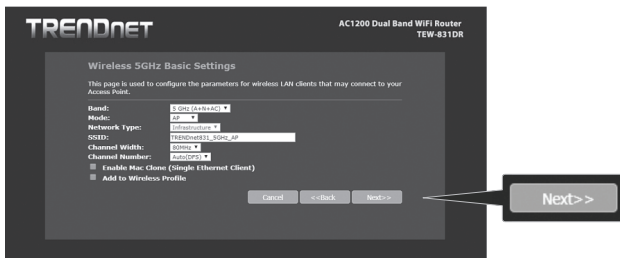 TRENDNET
AC1200 Dual Band WiFi Router
TEW-831DR
Wireless 5GHz Basic Settings
This page is used to configure the parameters for wireless LAN clients that may connect to your
Access Point.
Band: 5 GHz (A+N+AC)
Mode: AP
Network Type: Infrastructure
SSID: TRENDnet831_5GHz_AP
Channel Width: 80MHz
Channel Number: Auto(DFS)
Enable Mac Clone (Single Ethernet Client)
Add to Wireless Profile
Cancel <<Back Next>>
Next>>